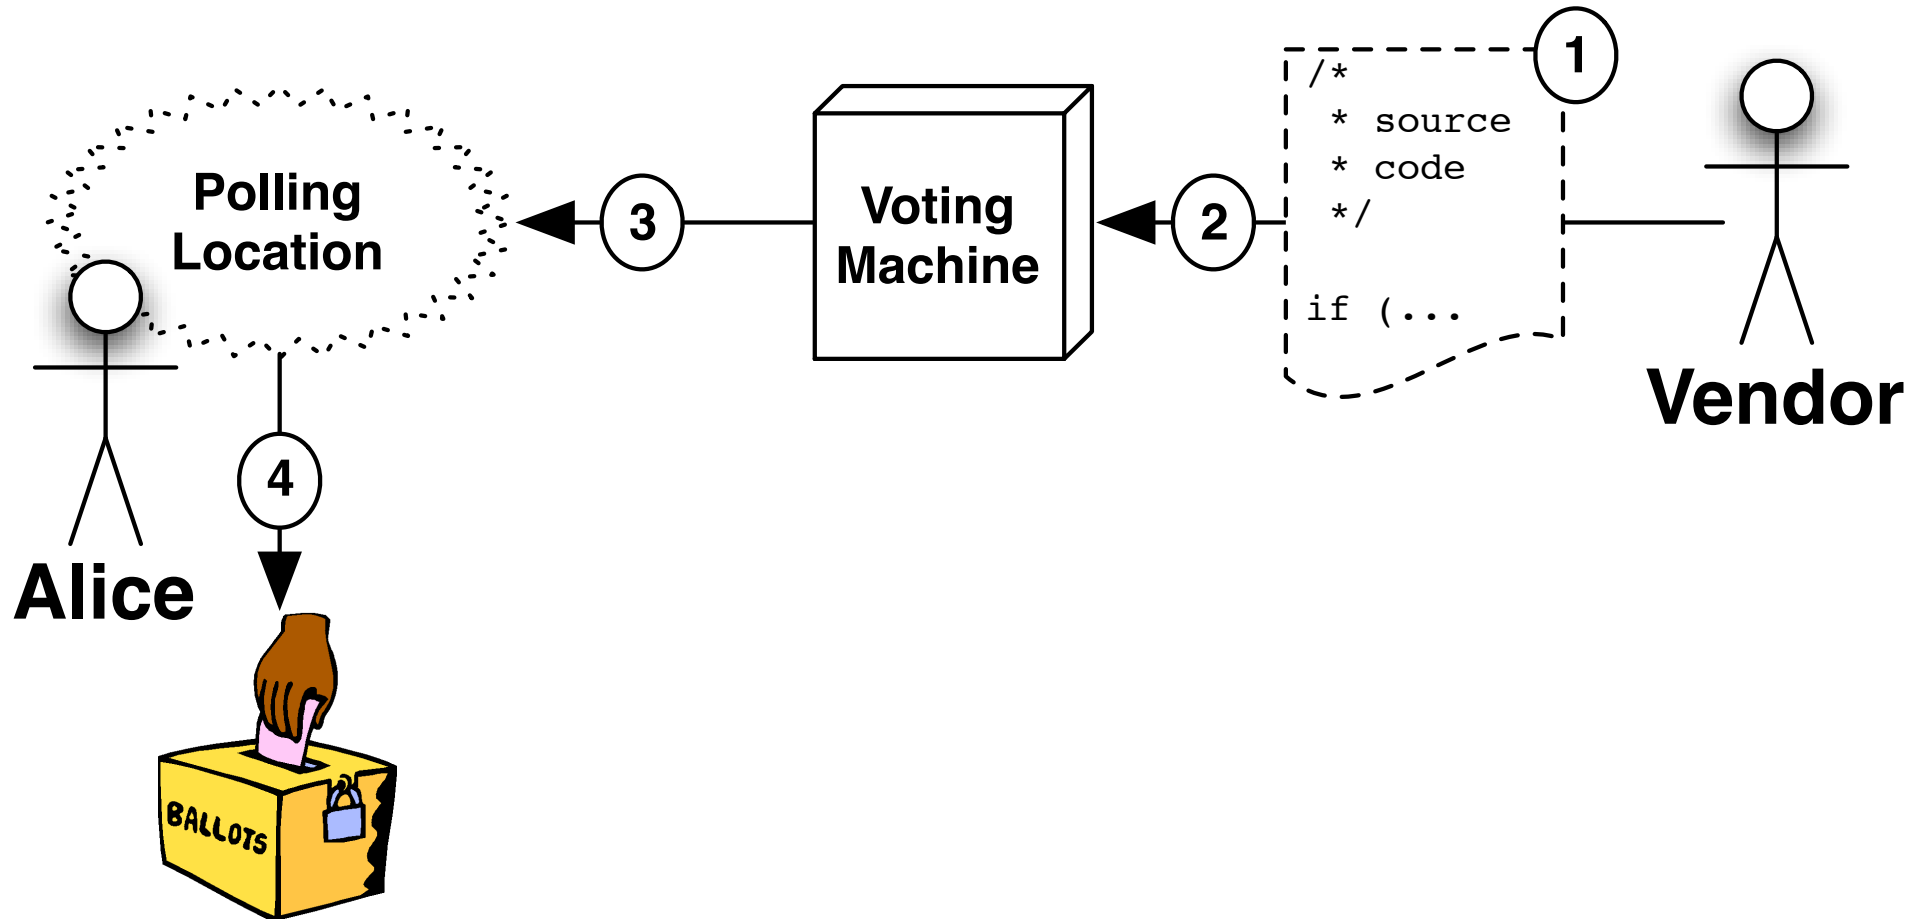 1
/*
* source
* code
*/
if (...
2
Voting
Machine
3
Polling
Location
4
Vendor
Alice
BALLOTS